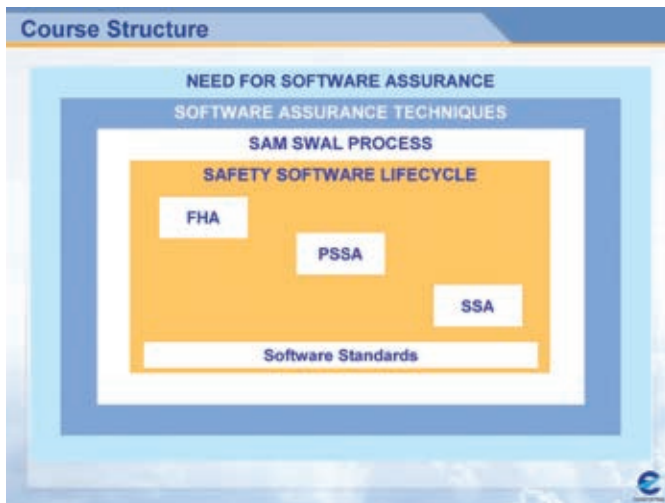 Course Structure
NEED FOR SOFTWARE ASSURANCE
SOFTWARE ASSURANCE TECHNIQUES
SAM SWAL PROCESS
SAFETY SOFTWARE LIFECYCLE
FHA
PSSA
SSA
Software Standards